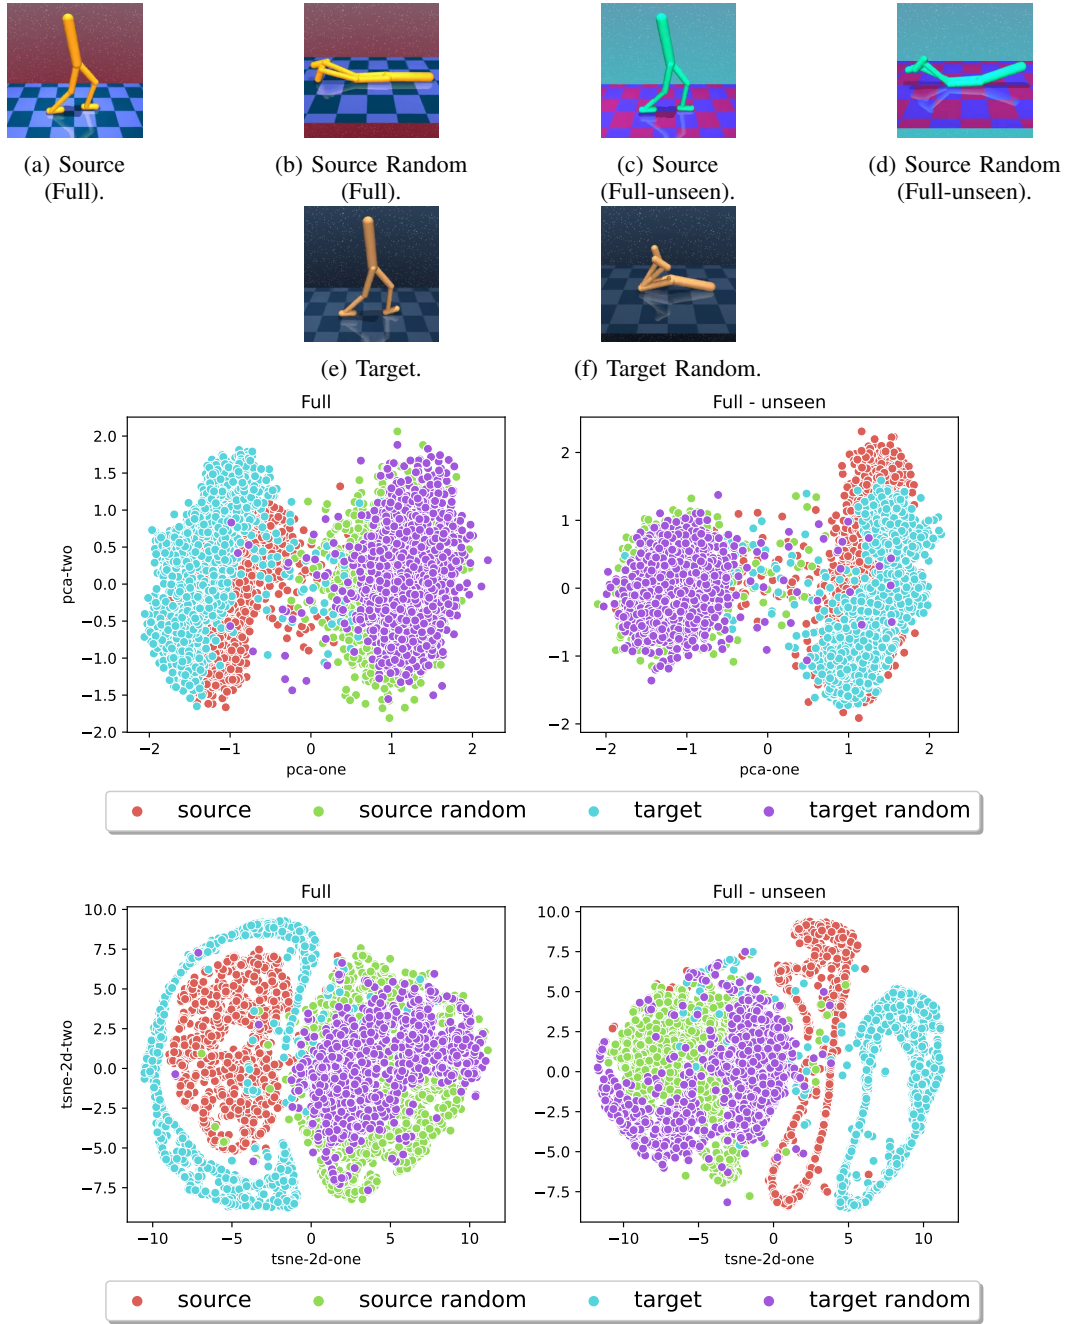 (a) Source
(Full).
(b) Source Random
(Full).
(c) Source
(Full-unseen).
(d) Source Random
(Full-unseen).
(e) Target.
(f) Target Random.
Full
2.0
1.5
1.0
0.5
0.0
−0.5
−1.0
−1.5
−2.0
pca-two
−2 −1 0 1 2
pca-one
Full - unseen
2
1
0
−1
−2
−2 −1 0 1 2
pca-one
source source random target target random
Full
10.0
7.5
5.0
2.5
0.0
−2.5
−5.0
−7.5
tsne-2d-two
−10 −5 0 5 10
tsne-2d-one
Full - unseen
10.0
7.5
5.0
2.5
0.0
−2.5
−5.0
−7.5
−10 −5 0 5 10
tsne-2d-one
source source random target target random